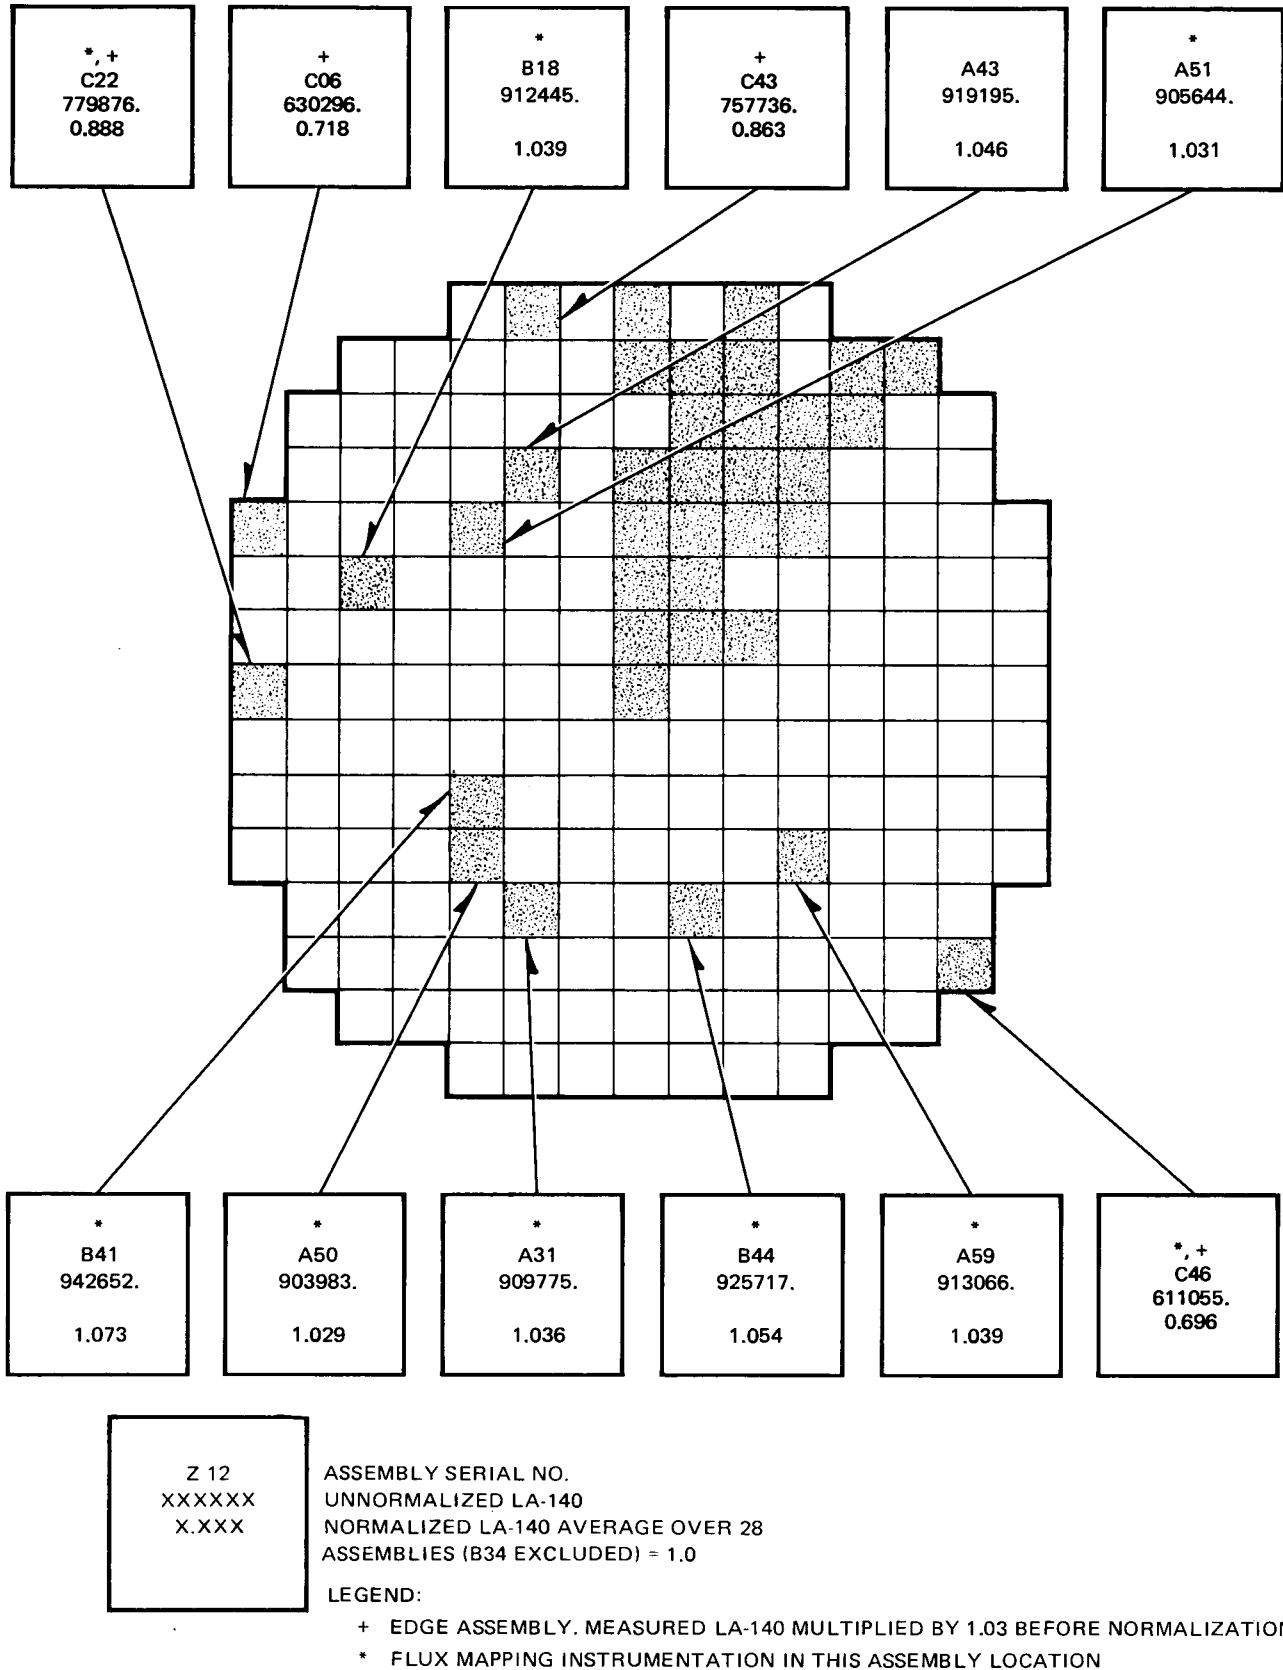 *, +
C22
779876.
0.888
+
C06
630296.
0.718
*
B18
912445.
1.039
+
C43
757736.
0.863
A43
919195.
1.046
*
A51
905644.
1.031
*
B41
942652.
1.073
*
A50
903983.
1.029
*
A31
909775.
1.036
*
B44
925717.
1.054
*
A59
913066.
1.039
*, +
C46
611055.
0.696
Z 12 ASSEMBLY SERIAL NO.
XXXXXX UNNORMALIZED LA-140
X.XXX NORMALIZED LA-140 AVERAGE OVER 28
ASSEMBLIES (B34 EXCLUDED) = 1.0
LEGEND:
+ EDGE ASSEMBLY. MEASURED LA-140 MULTIPLIED BY 1.03 BEFORE NORMALIZATIO
* FLUX MAPPING INSTRUMENTATION IN THIS ASSEMBLY LOCATION